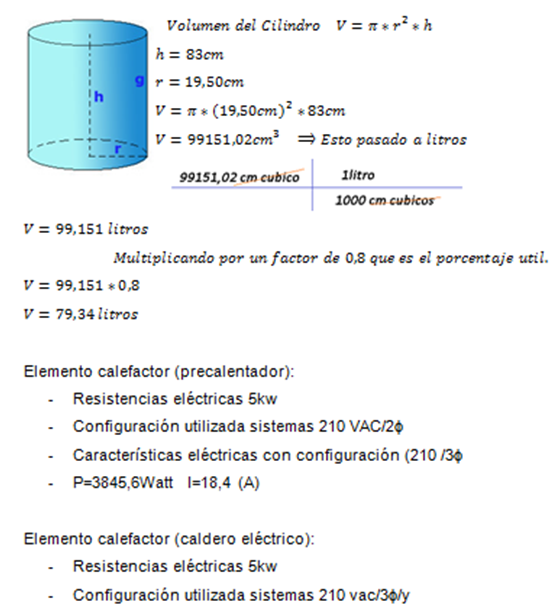 Volumen del Cilindro V = π * r² * h
h = 83cm
g r = 19,50cm
h
V = π * (19,50cm)² * 83cm
r V = 99151,02cm³ ⇒ Esto pasado a litros
99151,02 cm cubico 1litro
1000 cm cubicos
V = 99,151 litros
Multiplicando por un factor de 0,8 que es el porcentaje util.
V = 99,151 * 0,8
V = 79,34 litros
Elemento calefactor (precalentador):
- Resistencias eléctricas 5kw
- Configuración utilizada sistemas 210 VAC/2ϕ
- Características eléctricas con configuración (210 /3ϕ
- P=3845,6Watt I=18,4 (A)
Elemento calefactor (caldero eléctrico):
- Resistencias eléctricas 5kw
- Configuración utilizada sistemas 210 vac/3ϕ/y